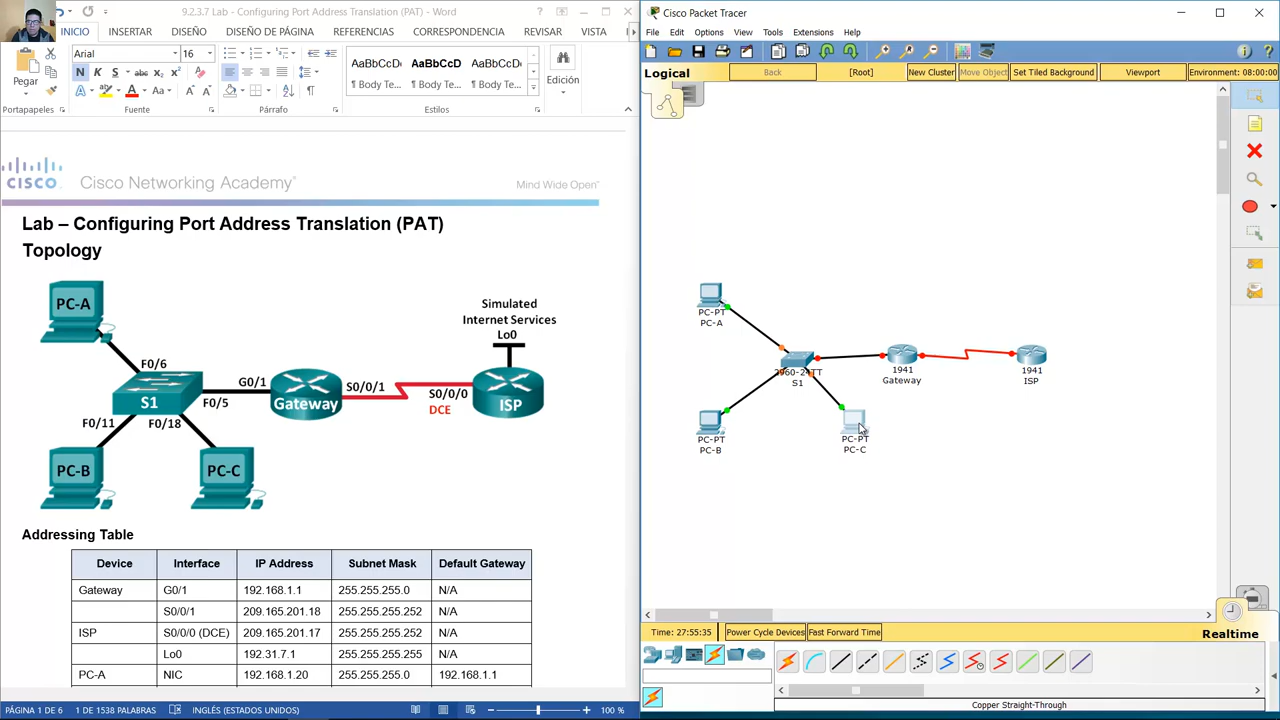 9.2.3.7 Lab - Configuring Port Address Translation (PAT) - Word
INICIO INSERTAR DISEÑO DISEÑO DE PÁGINA REFERENCIAS CORRESPONDENCIA REVISAR VISTA
Pegar
Arial 16
N K S abc x₂ x² A
A ab A Aa A A
AaBbCcD AaBbCcD AaBbCcD
¶ Body Te... ¶ Body Te... ¶ Body Te...
Edición
Portapapeles Fuente Párrafo Estilos
CISCO Cisco Networking Academy® Mind Wide Open™
Lab – Configuring Port Address Translation (PAT)
Topology
PC-A
Simulated
Internet Services
Lo0
F0/6
G0/1
S0/0/1
S0/0/0
DCE
S1
F0/5
Gateway
ISP
F0/11
F0/18
PC-B
PC-C
Addressing Table
Device Interface IP Address Subnet Mask Default Gateway
Gateway G0/1 192.168.1.1 255.255.255.0 N/A
S0/0/1 209.165.201.18 255.255.255.252 N/A
ISP S0/0/0 (DCE) 209.165.201.17 255.255.255.252 N/A
Lo0 192.31.7.1 255.255.255.255 N/A
PC-A NIC 192.168.1.20 255.255.255.0 192.168.1.1
PÁGINA 1 DE 6 1 DE 1538 PALABRAS INGLÉS (ESTADOS UNIDOS) 100 %
Cisco Packet Tracer
File Edit Options View Tools Extensions Help
Logical Back [Root] New Cluster Move Object Set Tiled Background Viewport Environment: 08:00:00
PC-PT
PC-A
2960-24TT
S1
1941
Gateway
1941
ISP
PC-PT
PC-B
PC-PT
PC-C
Time: 27:55:35 Power Cycle Devices Fast Forward Time Realtime
Copper Straight-Through